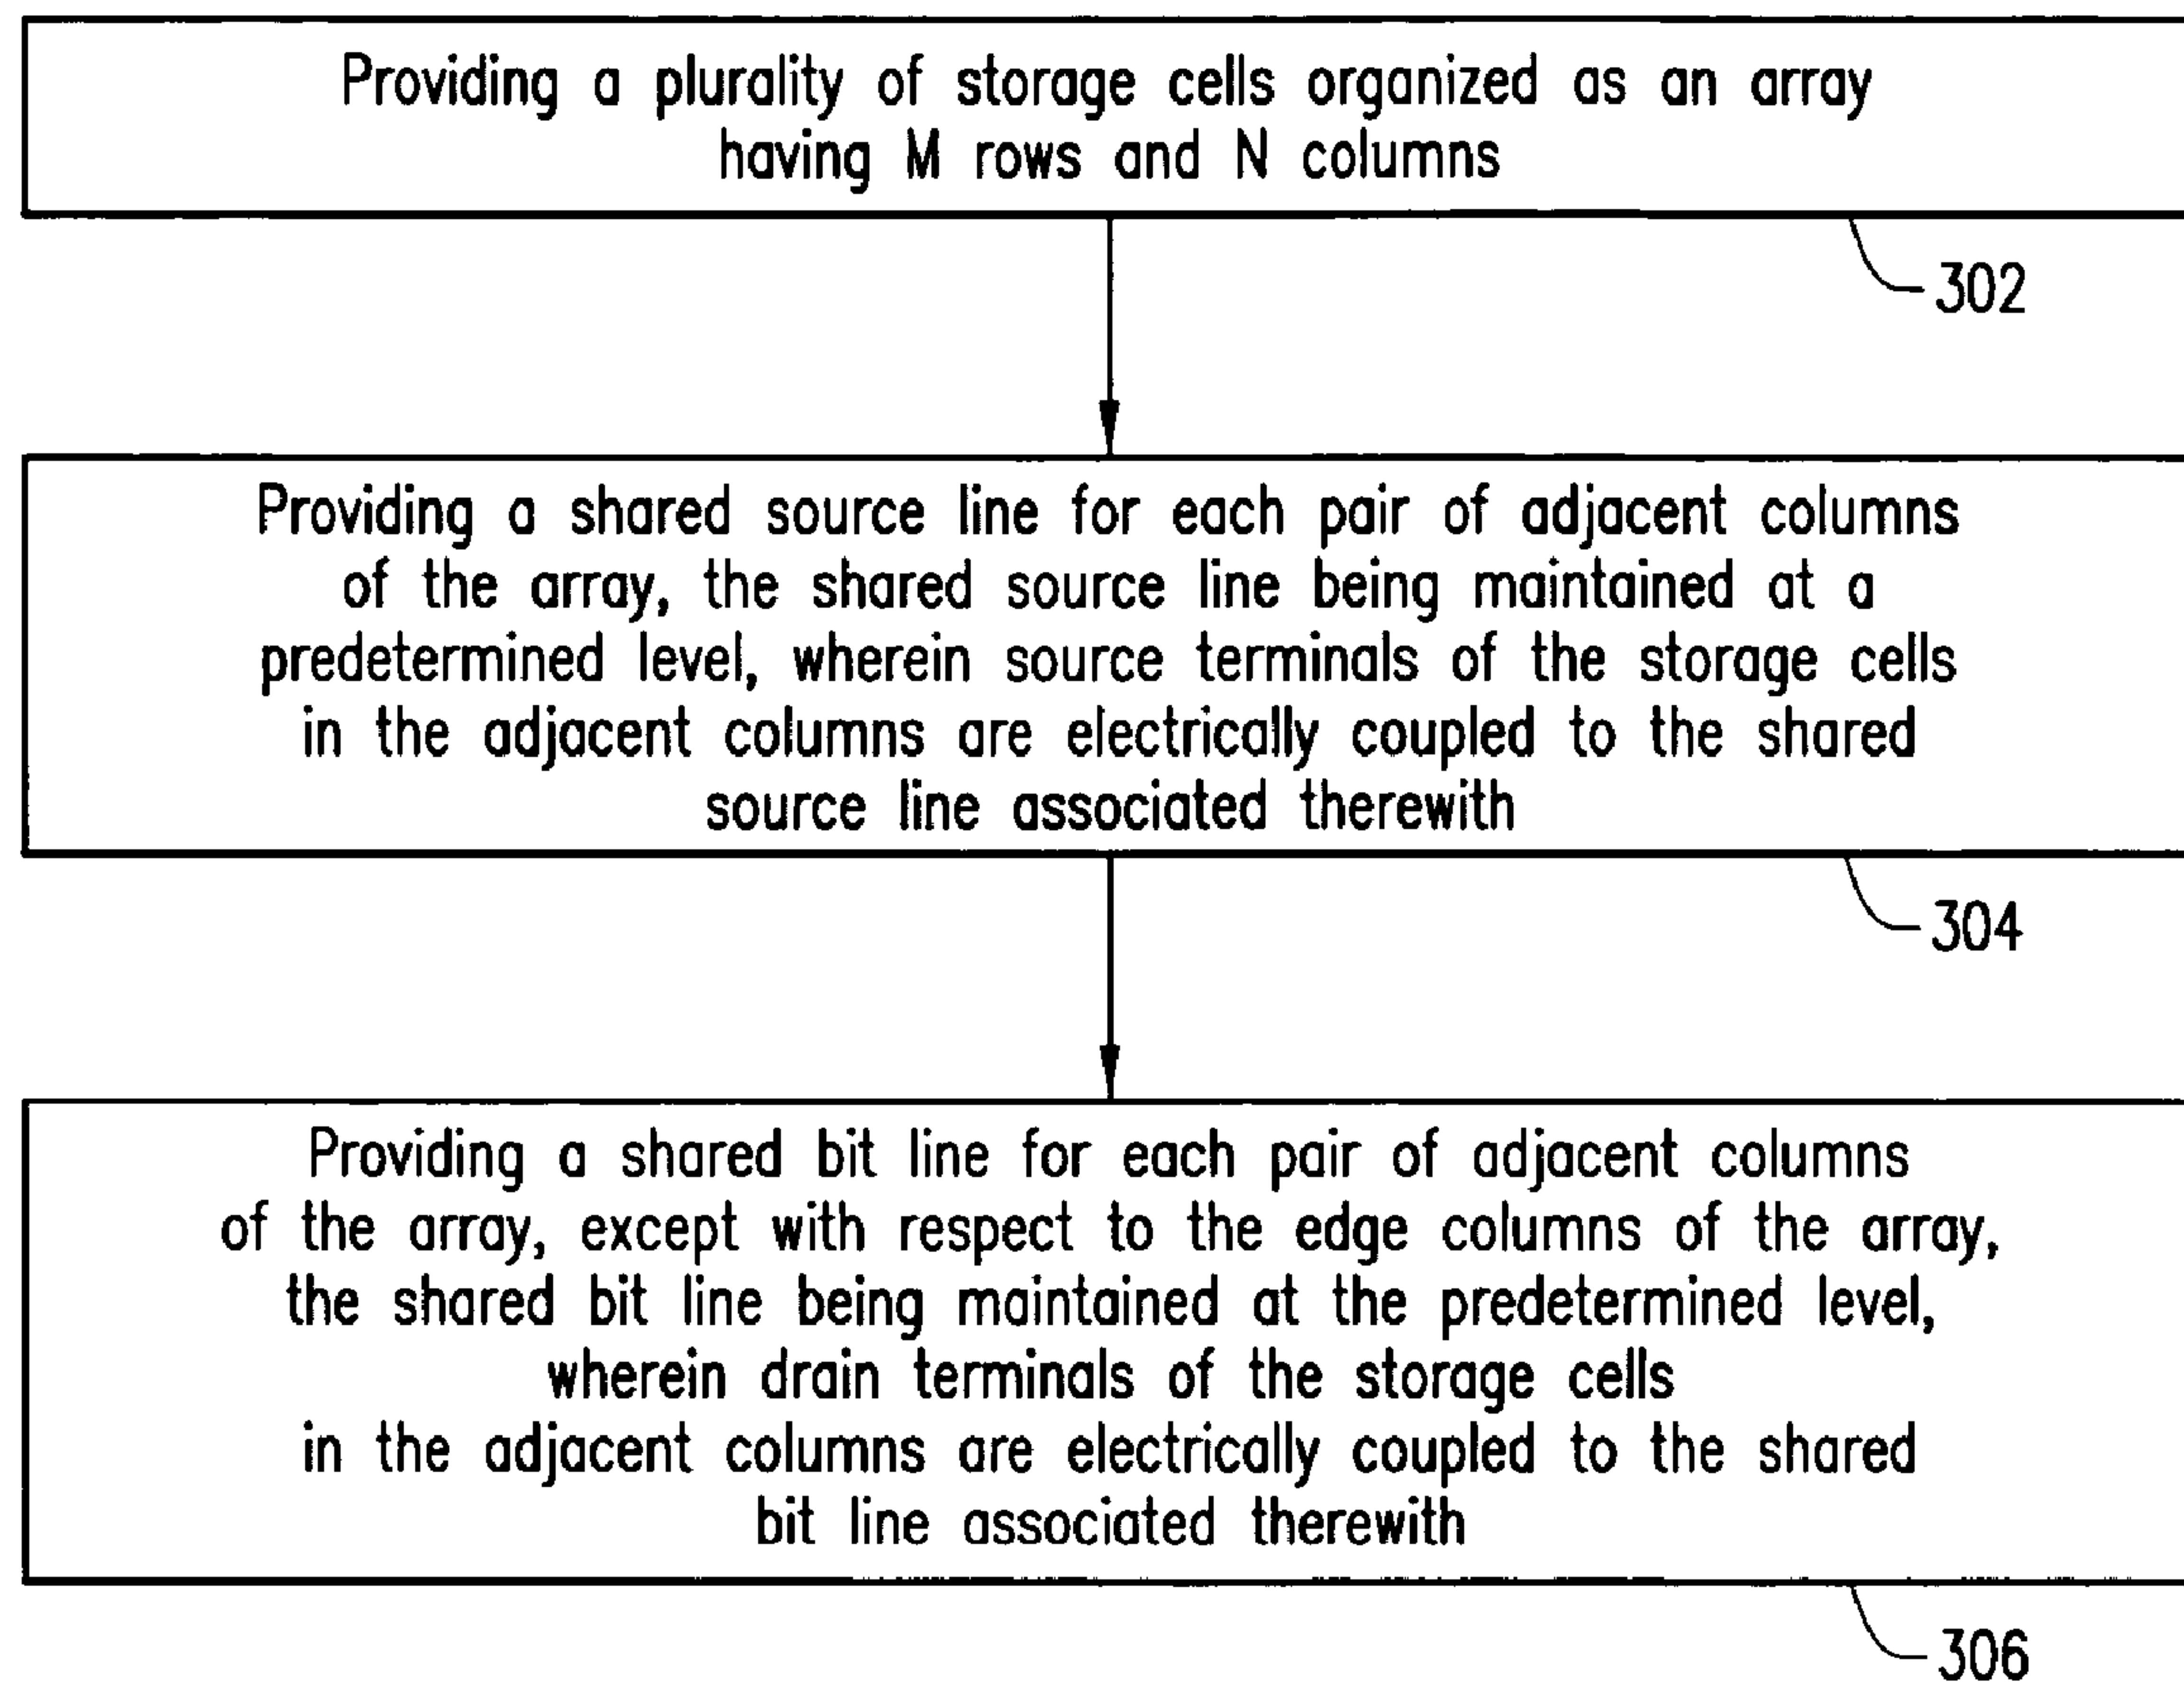 Providing a plurality of storage cells organized as an array
having M rows and N columns
302
Providing a shared source line for each pair of adjacent columns
of the array, the shared source line being maintained at a
predetermined level, wherein source terminals of the storage cells
in the adjacent columns are electrically coupled to the shared
source line associated therewith
304
Providing a shared bit line for each pair of adjacent columns
of the array, except with respect to the edge columns of the array,
the shared bit line being maintained at the predetermined level,
wherein drain terminals of the storage cells
in the adjacent columns are electrically coupled to the shared
bit line associated therewith
306